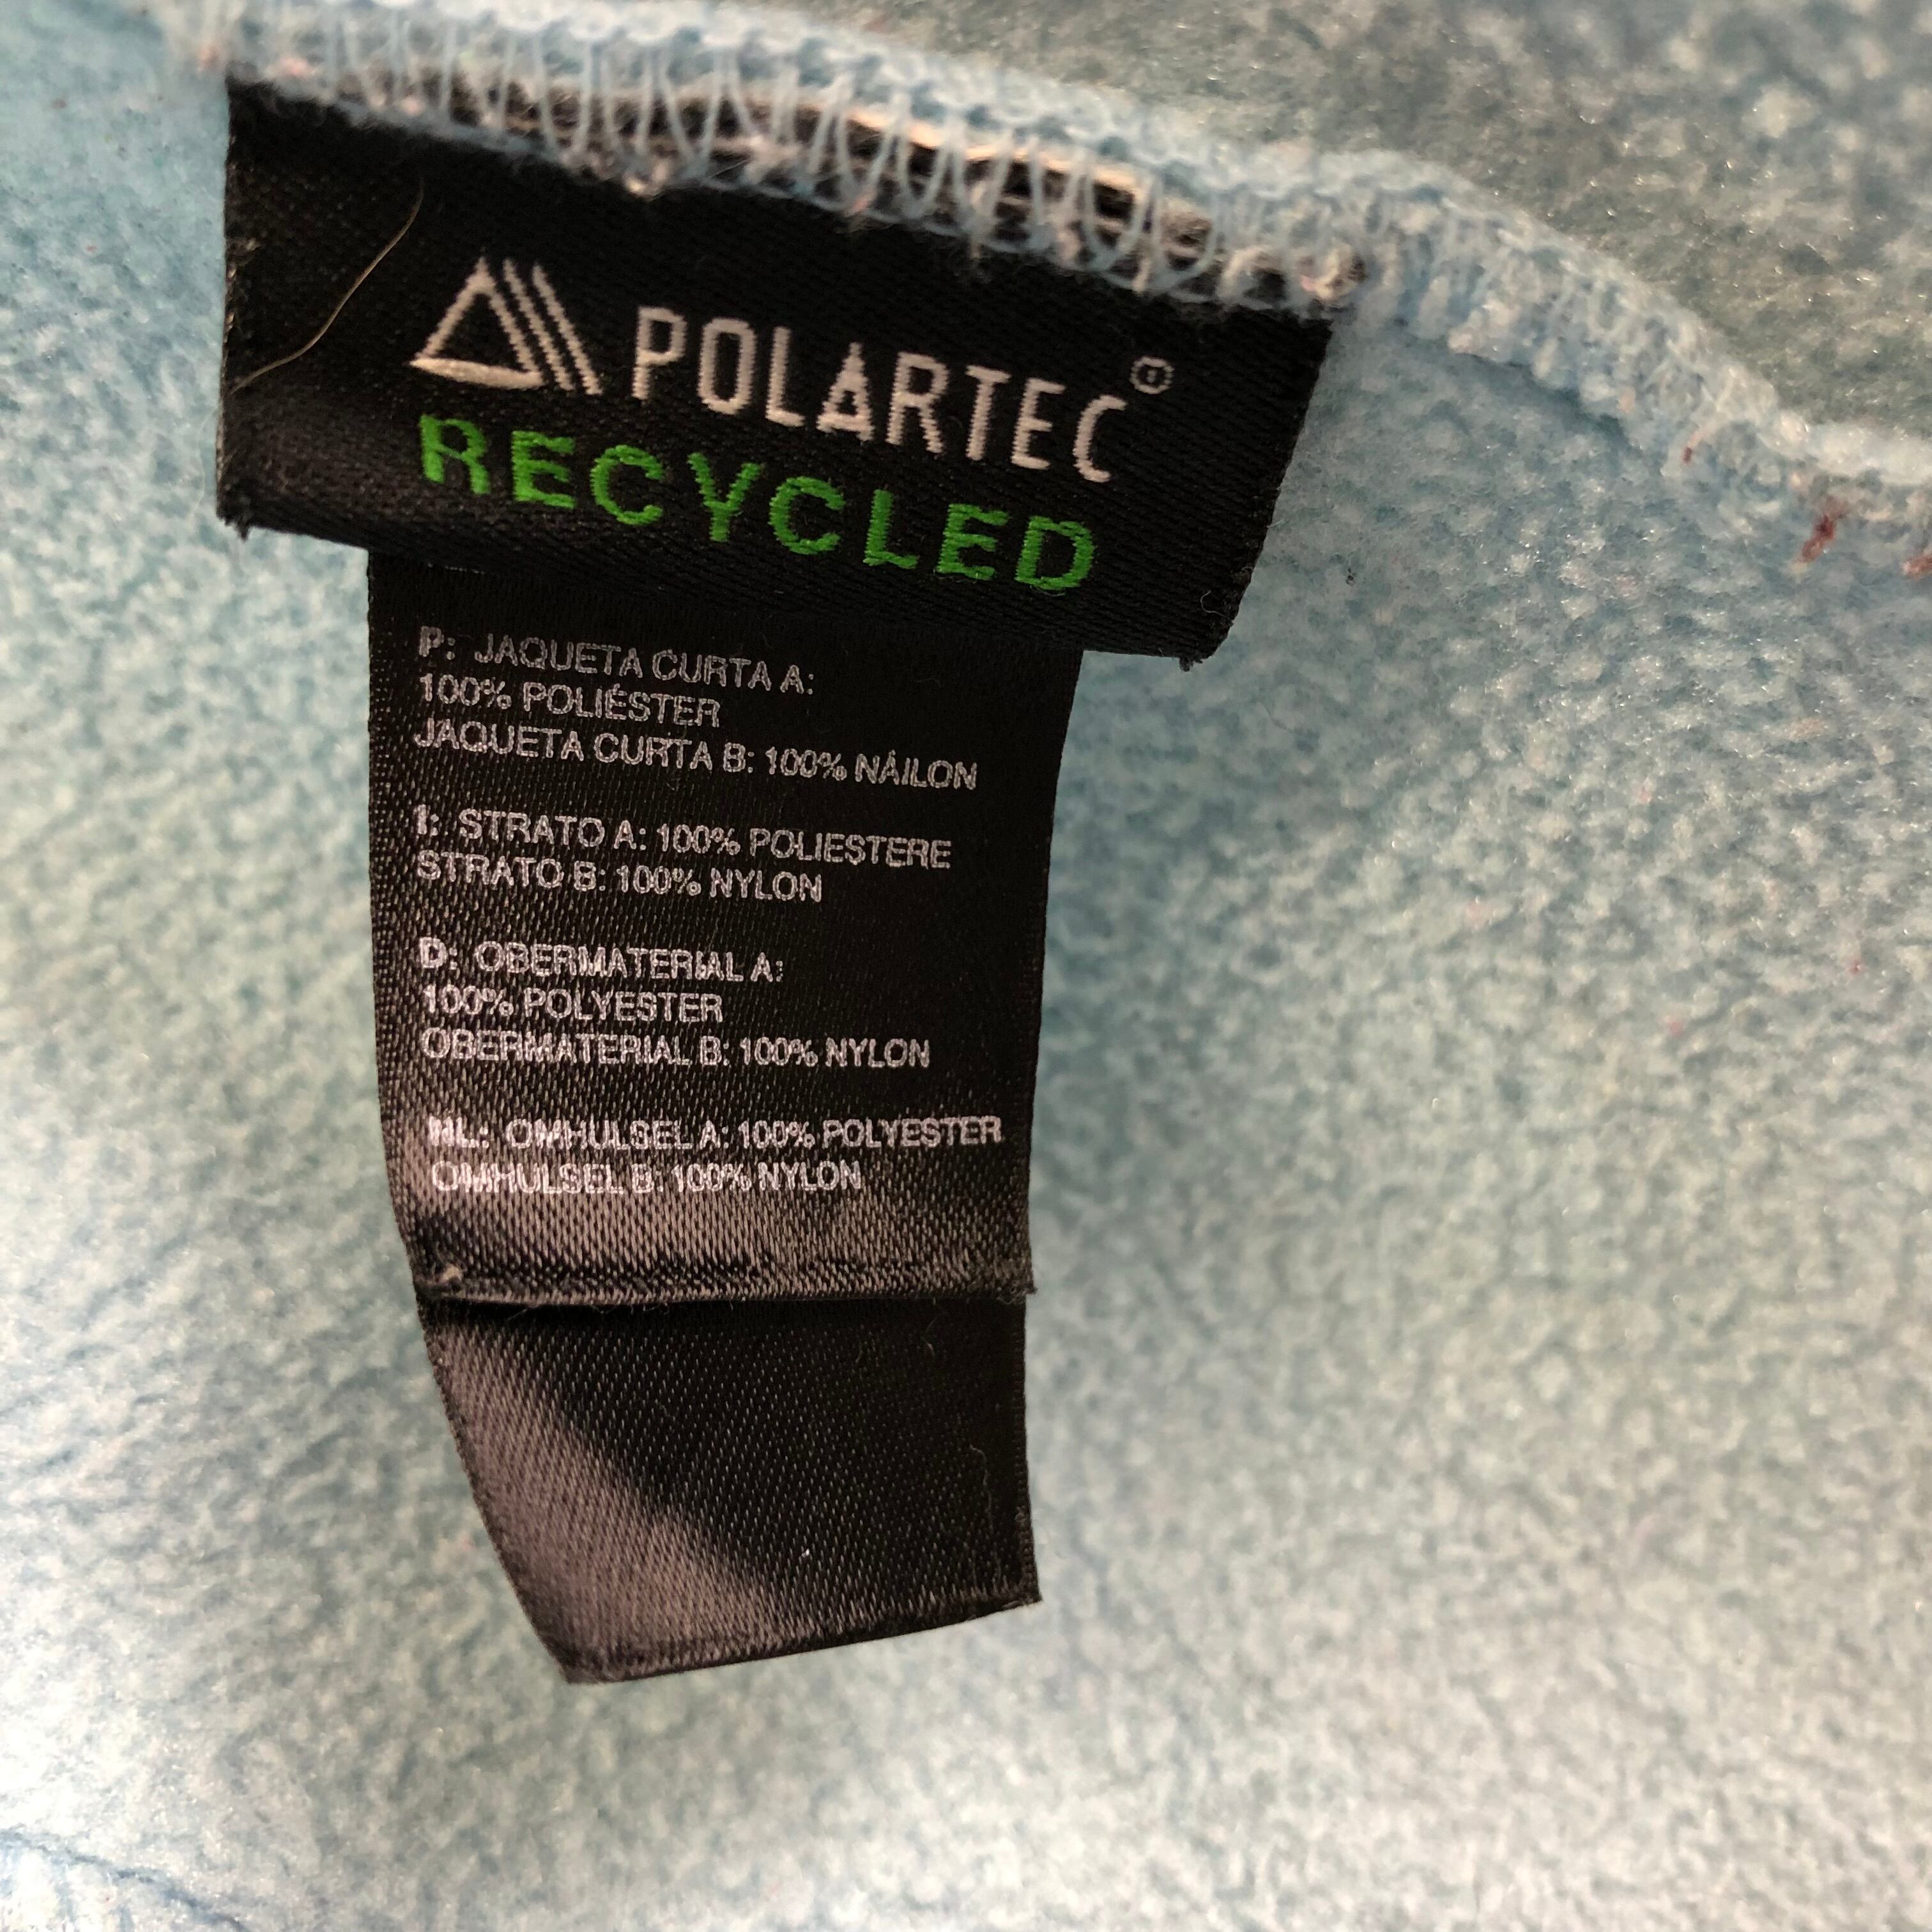 POLARTEC®
RECYCLED
P: JAQUETA CURTA A:
100% POLIÉSTER
JAQUETA CURTA B: 100% NÁILON
I: STRATO A: 100% POLIESTERE
STRATO B: 100% NYLON
D: OBERMATERIAL A:
100% POLYESTER
OBERMATERIAL B: 100% NYLON
NL: OMHULSEL A: 100% POLYESTER
OMHULSEL B: 100% NYLON